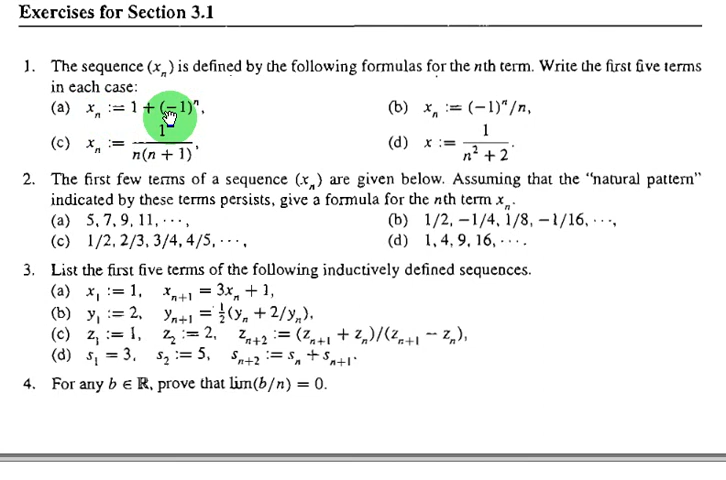 Exercises for Section 3.1
1. The sequence (xₙ) is defined by the following formulas for the nth term. Write the first five terms
in each case:
(a) xₙ := 1 + (−1)ⁿ, (b) xₙ := (−1)ⁿ/n,
(c) xₙ := 1/n(n + 1), (d) x := 1/n² + 2.
2. The first few terms of a sequence (xₙ) are given below. Assuming that the “natural pattern”
indicated by these terms persists, give a formula for the nth term xₙ.
(a) 5, 7, 9, 11, ···, (b) 1/2, −1/4, 1/8, −1/16, ···,
(c) 1/2, 2/3, 3/4, 4/5, ···, (d) 1, 4, 9, 16, ···.
3. List the first five terms of the following inductively defined sequences.
(a) x₁ := 1, xₙ₊₁ = 3xₙ + 1,
(b) y₁ := 2, yₙ₊₁ = ½(yₙ + 2/yₙ),
(c) z₁ := 1, z₂ := 2, zₙ₊₂ := (zₙ₊₁ + zₙ)/(zₙ₊₁ − zₙ),
(d) s₁ = 3, s₂ := 5, sₙ₊₂ := sₙ + sₙ₊₁.
4. For any b ∈ ℝ, prove that lim(b/n) = 0.